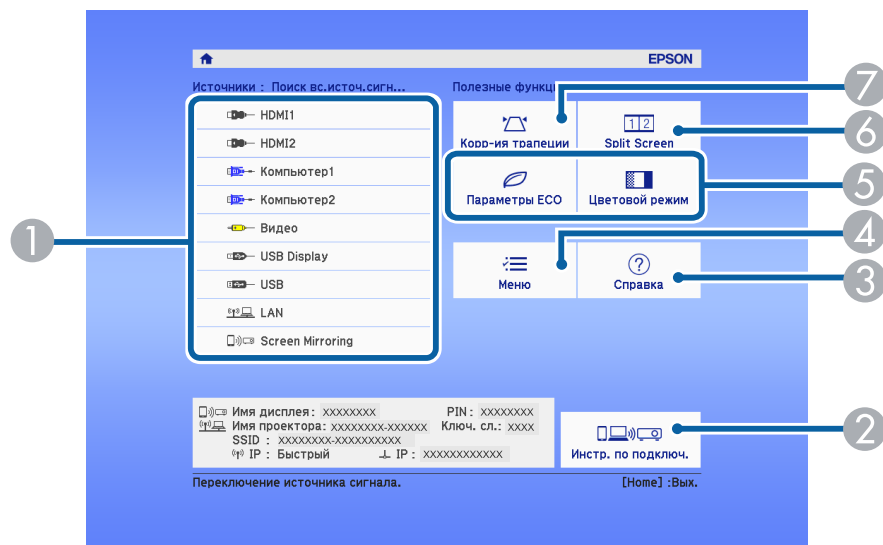 EPSON
Источники : Поиск вс.источ.сигн...
Полезные функц
HDMI1
HDMI2
Компьютер1
Компьютер2
Видео
USB Display
USB
LAN
Screen Mirroring
Корр-ия трапеции
1 2
Split Screen
Параметры ECO
Цветовой режим
Меню
?
Справка
1
7
6
5
4
3
2
Имя дисплея: XXXXXXXX PIN: XXXXXXXX
Имя проектора: XXXXXXXX-XXXXXX Ключ. сл.: XXXX
SSID : XXXXXXXX-XXXXXXXXXX
IP : Быстрый IP : XXXXXXXXXXXX
Инстр. по подключ.
Переключение источника сигнала.
[Home] :Вых.